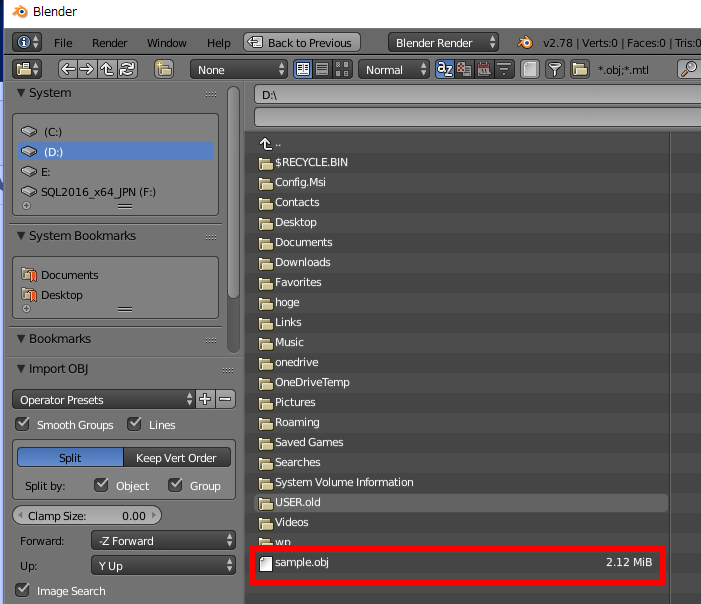 Blender
File Render Window Help Back to Previous Blender Render v2.78 | Verts:0 | Faces:0 | Tris:0
None Normal *.obj;*.mtl
System
D:\
(C:)
(D:)
E:
SQL2016_x64_JPN (F:)
System Bookmarks
Documents
Desktop
Bookmarks
Import OBJ
Operator Presets
Smooth Groups Lines
Split Keep Vert Order
Split by: Object Group
Clamp Size: 0.00
Forward: -Z Forward
Up: Y Up
Image Search
..
$RECYCLE.BIN
Config.Msi
Contacts
Desktop
Documents
Downloads
Favorites
hoge
Links
Music
onedrive
OneDriveTemp
Pictures
Roaming
Saved Games
Searches
System Volume Information
USER.old
Videos
wp
sample.obj 2.12 MiB